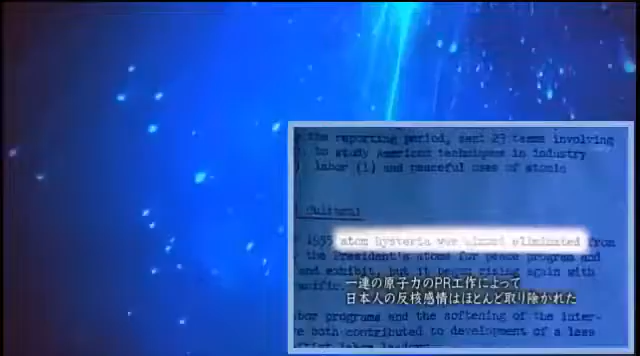 the reporting period, sent 23 teams involving
to study American techniques in industry
labor (1) and peaceful uses of atomic
Cultural
1955 atom hysteria was almost eliminated from
the President's atoms for peace program and
and exhibit, but it began rising again with
一連の原子力のPR工作によって
日本人の反核感情はほとんど取り除かれた
labor programs and the softening of the inter-
both contributed to development of a less
labor leaders